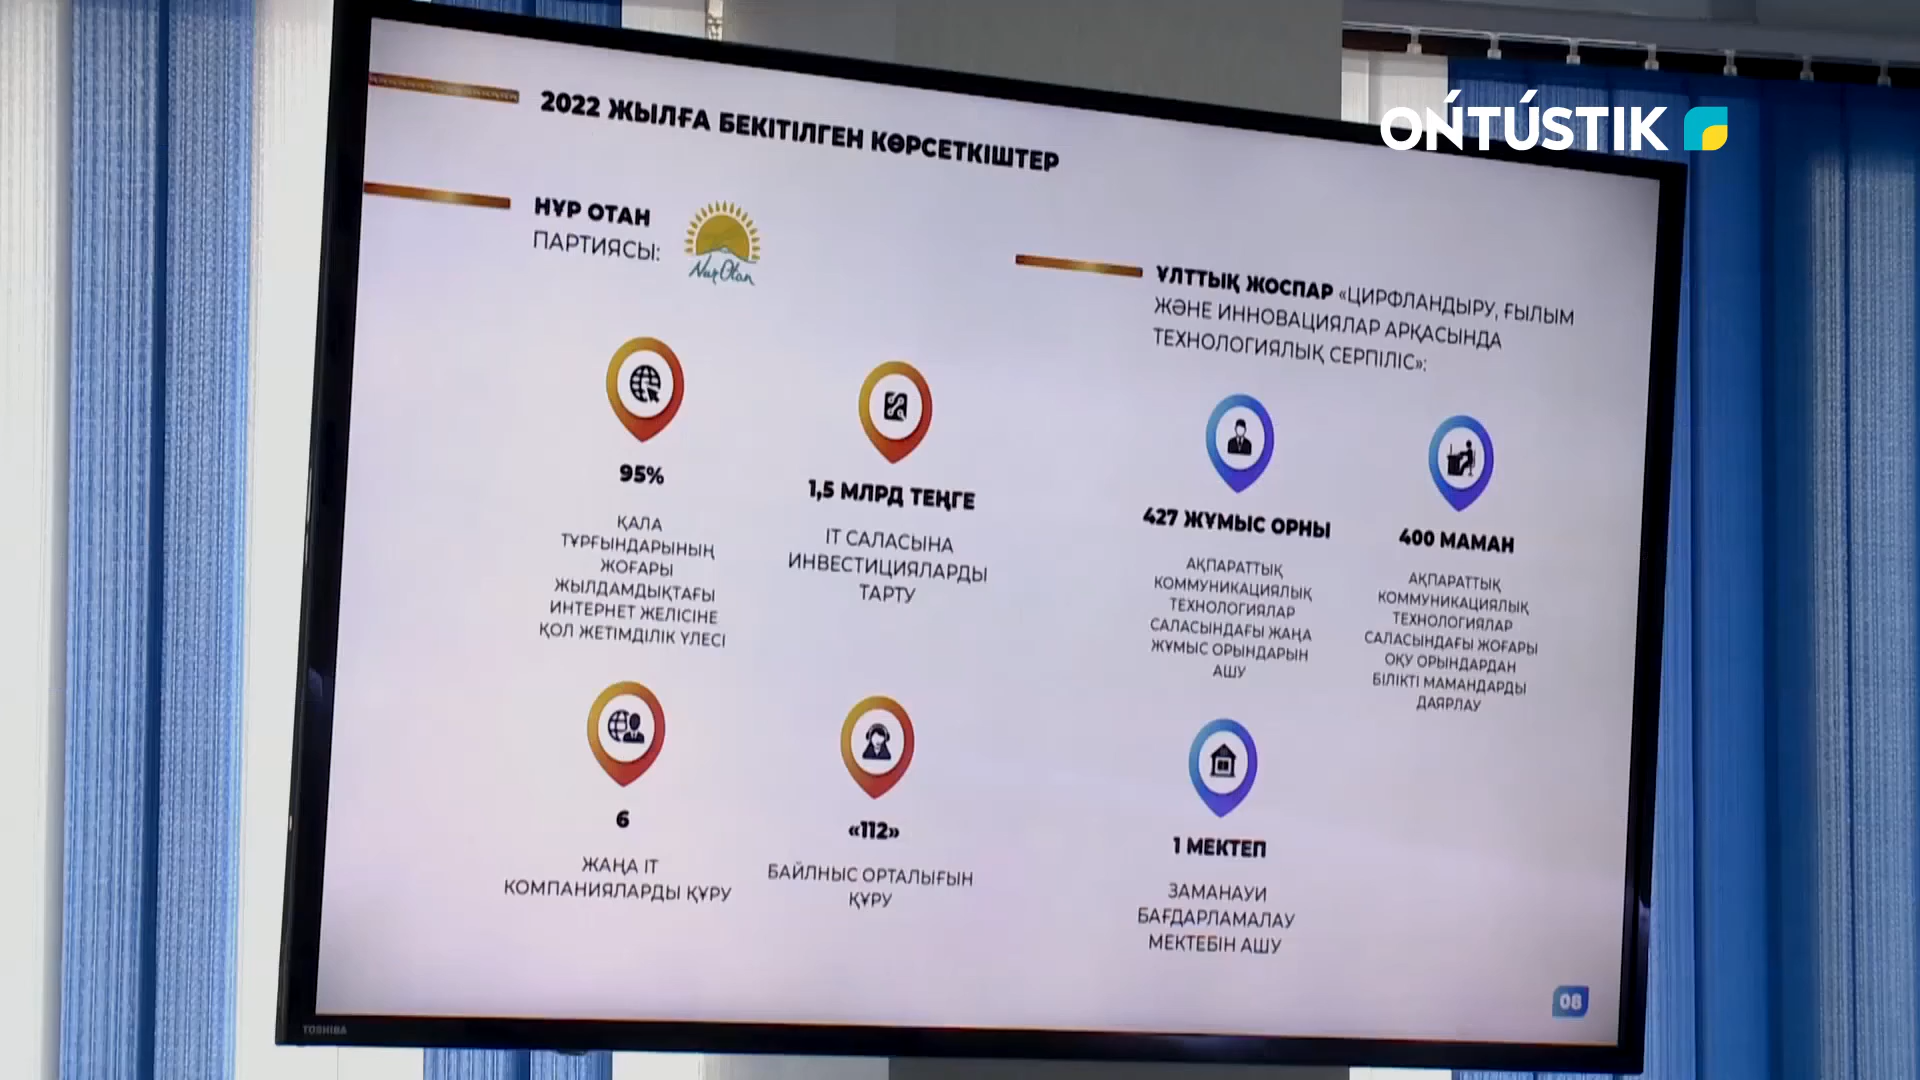 OŃTÚSTIK
2022 ЖЫЛҒА БЕКІТІЛГЕН КӨРСЕТКІШТЕР
НҰР ОТАН
ПАРТИЯСЫ:
Nur Otan
95%
ҚАЛА
ТҰРҒЫНДАРЫНЫҢ
ЖОҒАРЫ
ЖЫЛДАМДЫҚТАҒЫ
ИНТЕРНЕТ ЖЕЛІСІНЕ
ҚОЛ ЖЕТІМДІЛІК ҮЛЕСІ
1,5 МЛРД ТЕҢГЕ
IT САЛАСЫНА
ИНВЕСТИЦИЯЛАРДЫ
ТАРТУ
6
ЖАҢА IT
КОМПАНИЯЛАРДЫ ҚҰРУ
«112»
БАЙЛНЫС ОРТАЛЫҒЫН
ҚҰРУ
ҰЛТТЫҚ ЖОСПАР «ЦИРФЛАНДЫРУ, ҒЫЛЫМ
ЖӘНЕ ИННОВАЦИЯЛАР АРҚАСЫНДА
ТЕХНОЛОГИЯЛЫҚ СЕРПІЛІС»:
427 ЖҰМЫС ОРНЫ
АҚПАРАТТЫҚ
КОММУНИКАЦИЯЛЫҚ
ТЕХНОЛОГИЯЛАР
САЛАСЫНДАҒЫ ЖАҢА
ЖҰМЫС ОРЫНДАРЫН
АШУ
400 МАМАН
АҚПАРАТТЫҚ
КОММУНИКАЦИЯЛЫҚ
ТЕХНОЛОГИЯЛАР
САЛАСЫНДАҒЫ ЖОҒАРЫ
ОҚУ ОРЫНДАРДАН
БІЛІКТІ МАМАНДАРДЫ
ДАЯРЛАУ
1 МЕКТЕП
ЗАМАНАУИ
БАҒДАРЛАМАЛАУ
МЕКТЕБІН АШУ
08
TOSHIBA